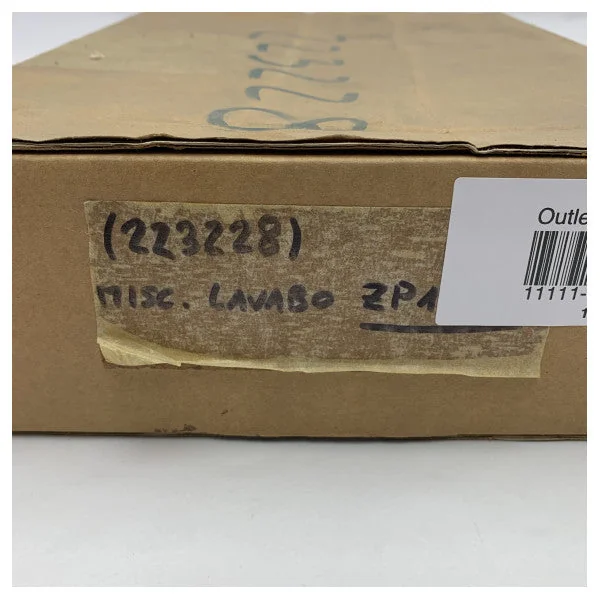 (223228)
MISC. LAVABO ZP1
Outle
11111-